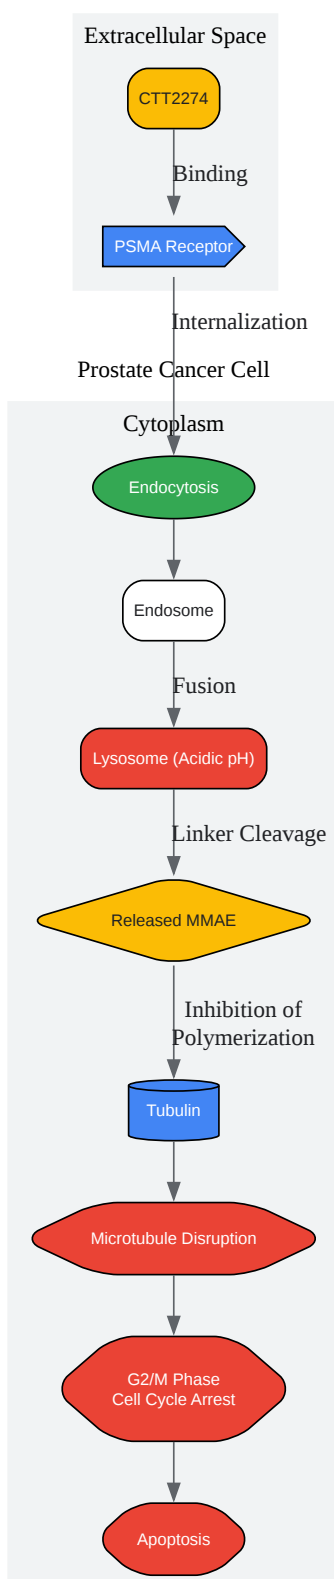 Extracellular Space
CTT2274
Binding
PSMA Receptor
Internalization
Prostate Cancer Cell
Cytoplasm
Endocytosis
Endosome
Fusion
Lysosome (Acidic pH)
Linker Cleavage
Released MMAE
Inhibition of
Polymerization
Tubulin
Microtubule Disruption
G2/M Phase
Cell Cycle Arrest
Apoptosis